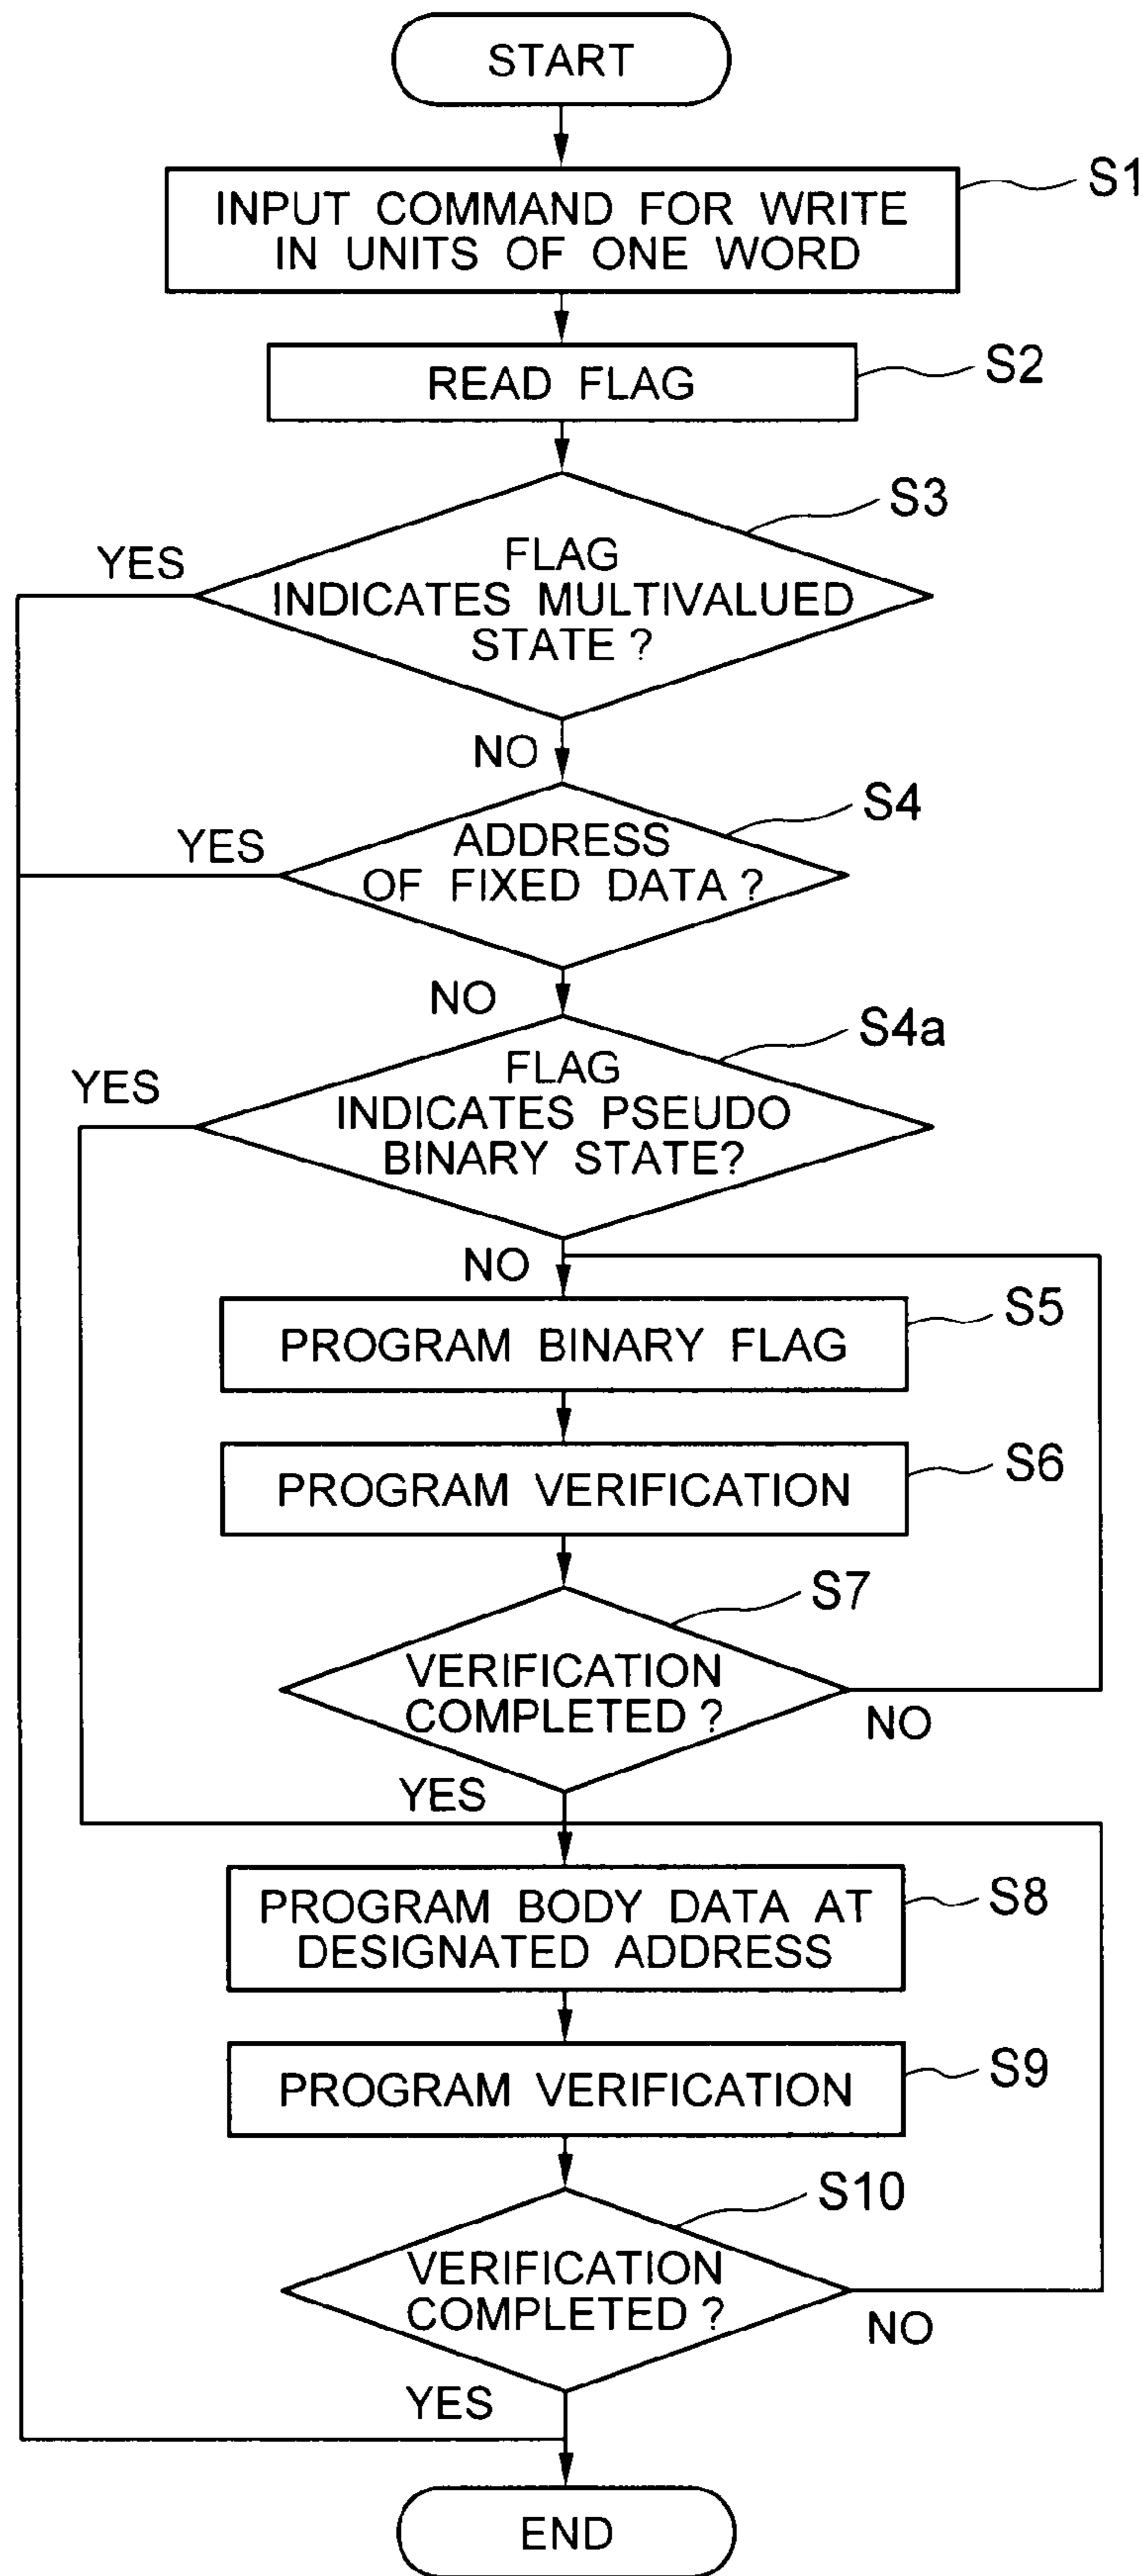 START
S1
INPUT COMMAND FOR WRITE
IN UNITS OF ONE WORD
S2
READ FLAG
S3
YES
FLAG
INDICATES MULTIVALUED
STATE ?
NO
S4
YES
ADDRESS
OF FIXED DATA ?
NO
S4a
YES
FLAG
INDICATES PSEUDO
BINARY STATE?
NO
S5
PROGRAM BINARY FLAG
S6
PROGRAM VERIFICATION
S7
VERIFICATION
COMPLETED ?
NO
YES
S8
PROGRAM BODY DATA AT
DESIGNATED ADDRESS
S9
PROGRAM VERIFICATION
S10
VERIFICATION
COMPLETED ?
NO
YES
END